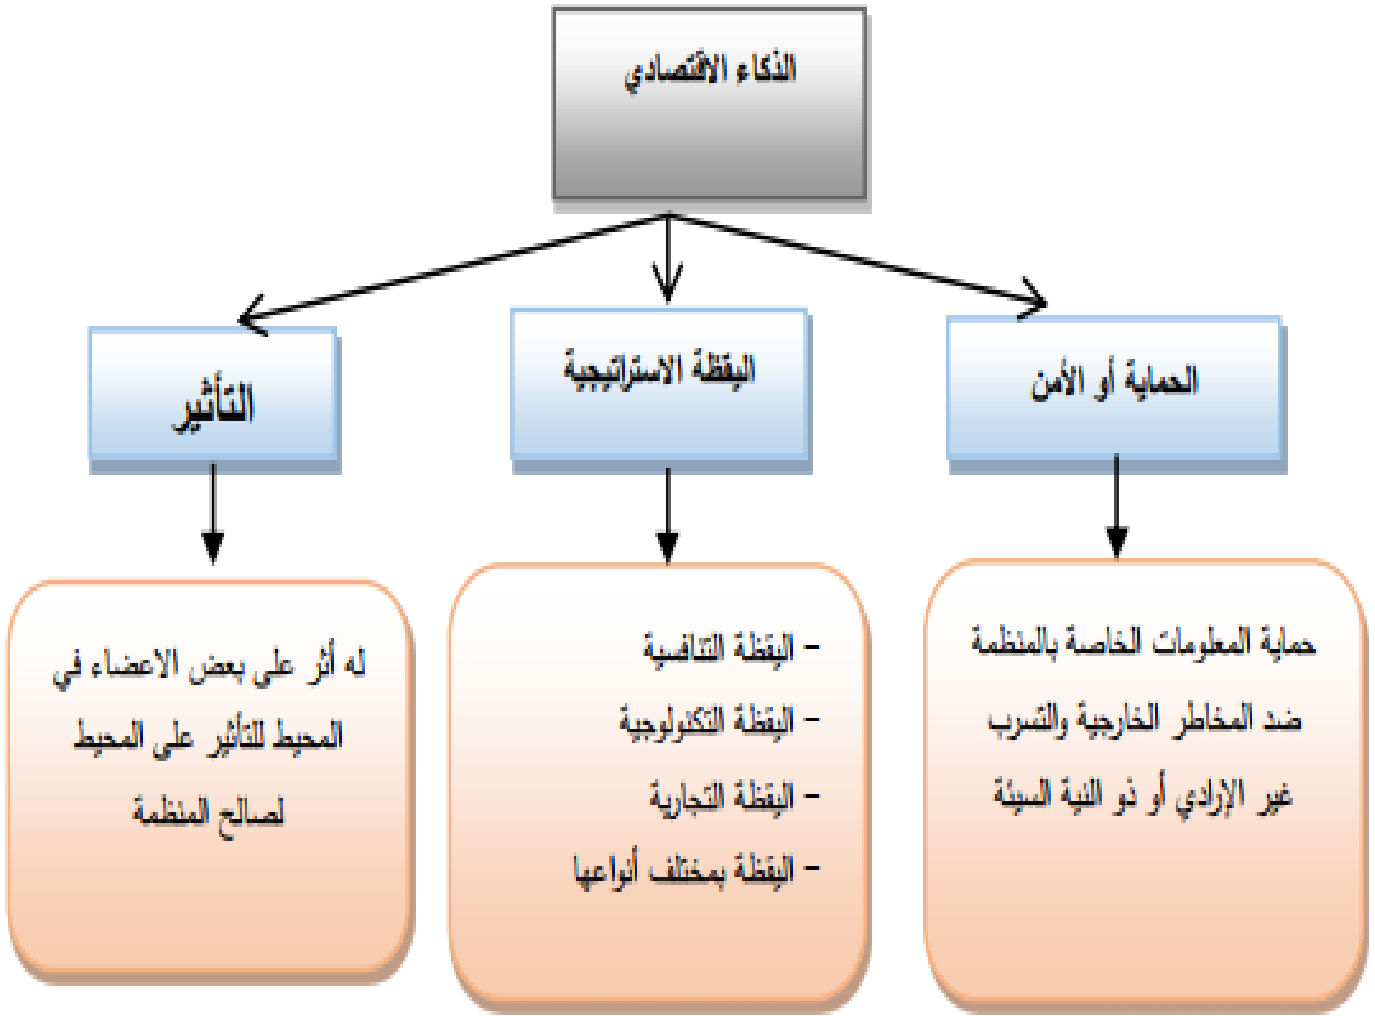 الذكاء الاقتصادي
الحماية أو الأمن
اليقظة الاستراتيجية
التأثير
حماية المعلومات الخاصة بالمنظمة
ضد المخاطر الخارجية والتسرب
غير الإرادي أو ذو النية السيئة
- اليقظة التنافسية
- اليقظة التكنولوجية
- اليقظة التجارية
- اليقظة بمختلف أنواعها
له أثر على بعض الاعضاء في
المحيط للتأثير على المحيط
لصالح المنظمة